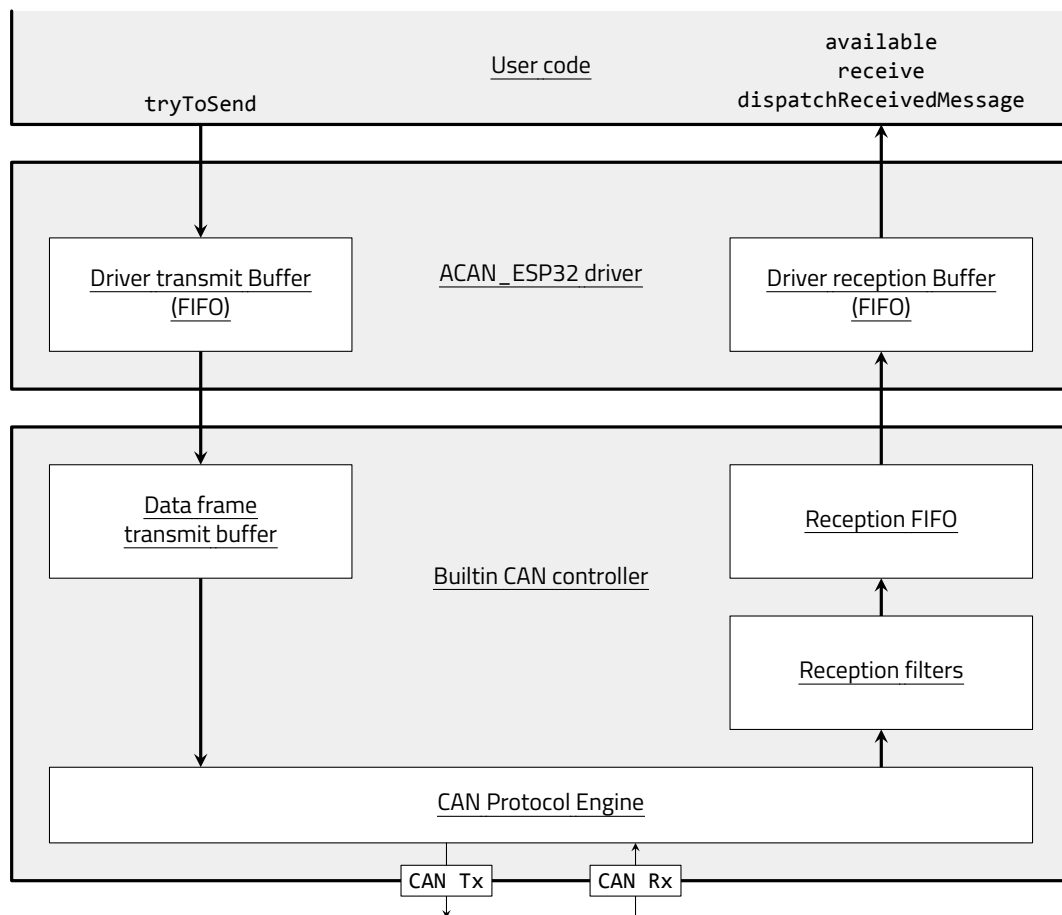 User code
tryToSend
available
receive
dispatchReceivedMessage
Driver transmit Buffer
(FIFO)
ACAN_ESP32 driver
Driver reception Buffer
(FIFO)
Data frame
transmit buffer
Builtin CAN controller
Reception FIFO
Reception filters
CAN Protocol Engine
CAN Tx
CAN Rx